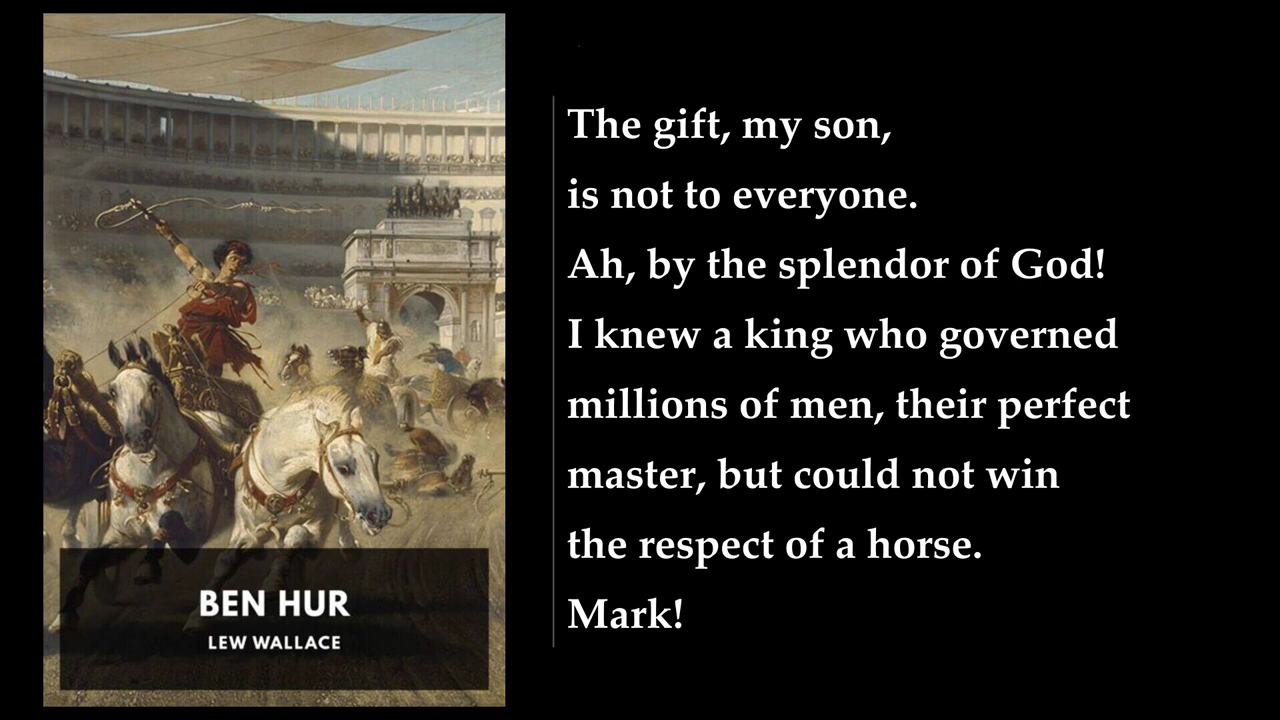 BEN HUR
LEW WALLACE
The gift, my son,
is not to everyone.
Ah, by the splendor of God!
I knew a king who governed
millions of men, their perfect
master, but could not win
the respect of a horse.
Mark!